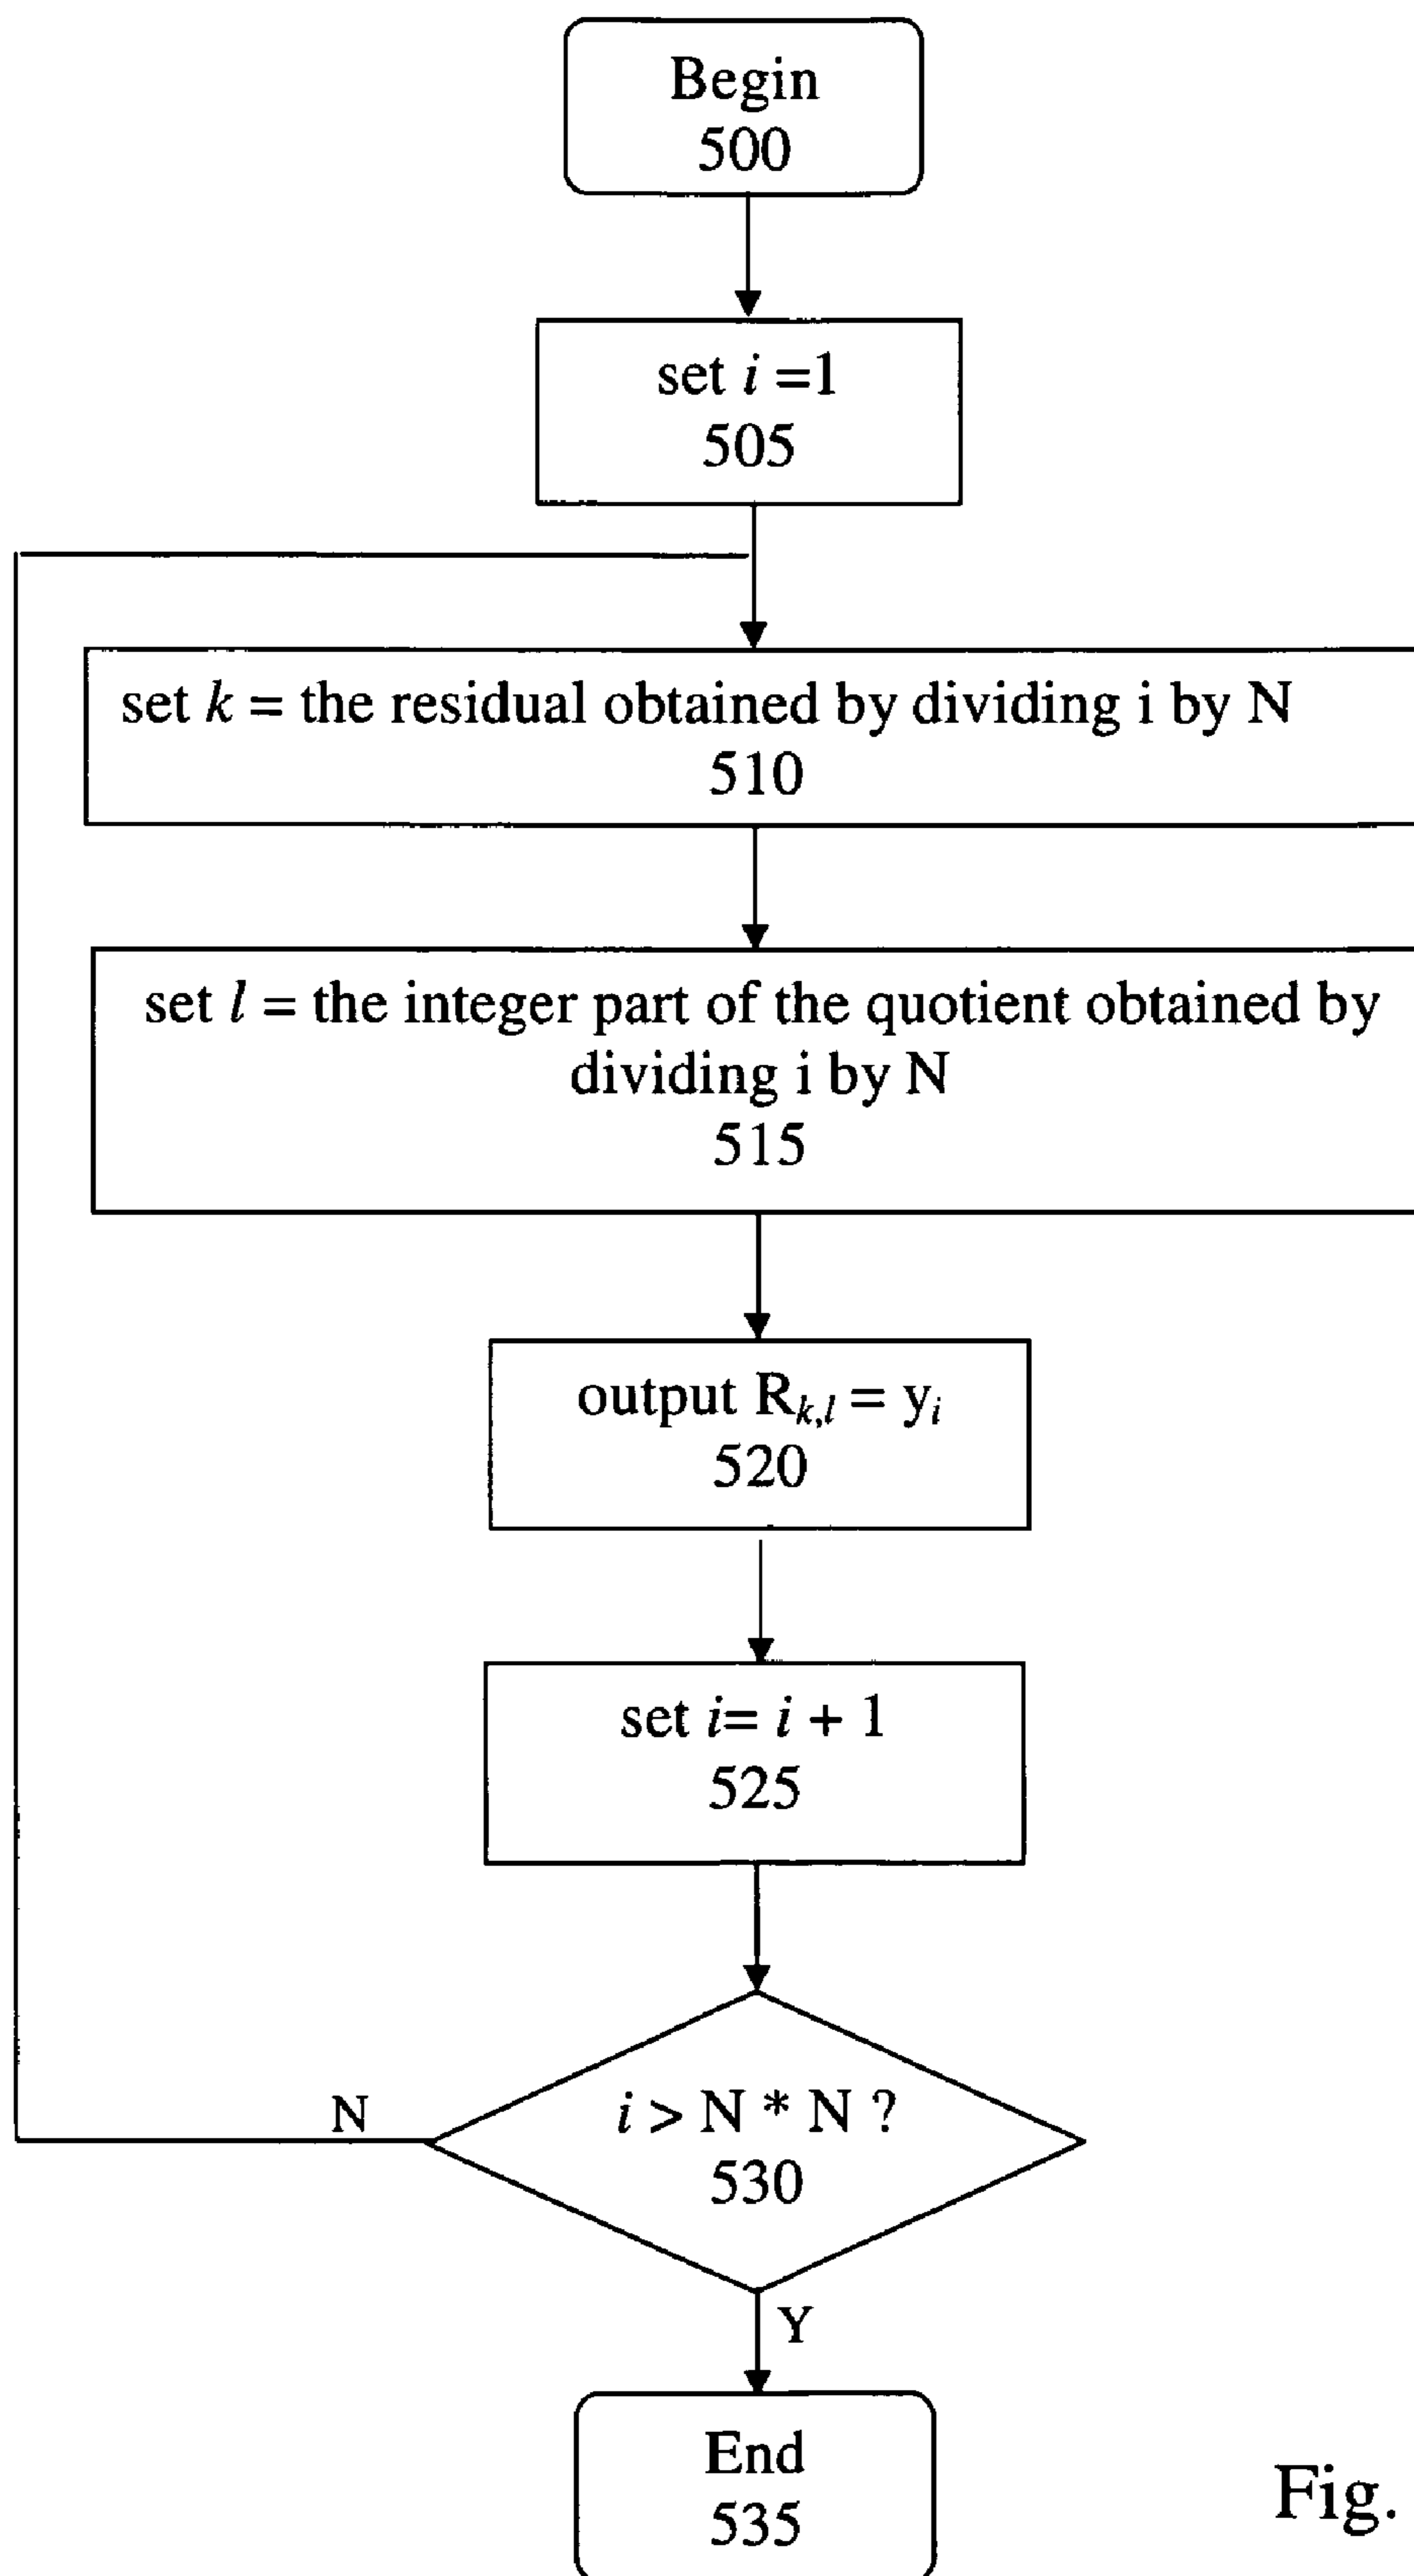 Begin
500
set i =1
505
set k = the residual obtained by dividing i by N
510
set l = the integer part of the quotient obtained by
dividing i by N
515
output Rk,l = yi
520
set i= i + 1
525
i > N * N ?
530
N
Y
End
535
Fig.